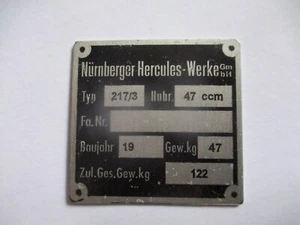 Nürnberger Hercules-Werke GmbH
Typ 217/3 Hubr. 47 ccm
Fa.Nr.
Baujahr 19 Gew.kg 47
Zul.Ges.Gew.kg 122